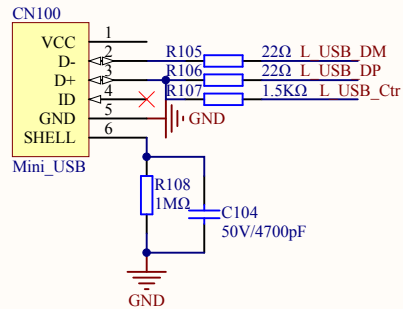 CN100
VCC 1
D- 2 R105 22Ω L_USB_DM
D+ 3 R106 22Ω L_USB_DP
ID 4 R107 1.5KΩ L_USB_Ctr
GND 5 GND
SHELL 6
Mini_USB
R108
1MΩ
C104
50V/4700pF
GND